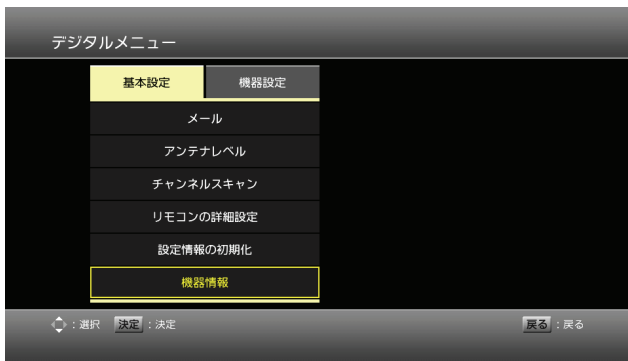 デジタルメニュー
基本設定 機器設定
メール
アンテナレベル
チャンネルスキャン
リモコンの詳細設定
設定情報の初期化
機器情報
：選択 決定：決定 戻る：戻る